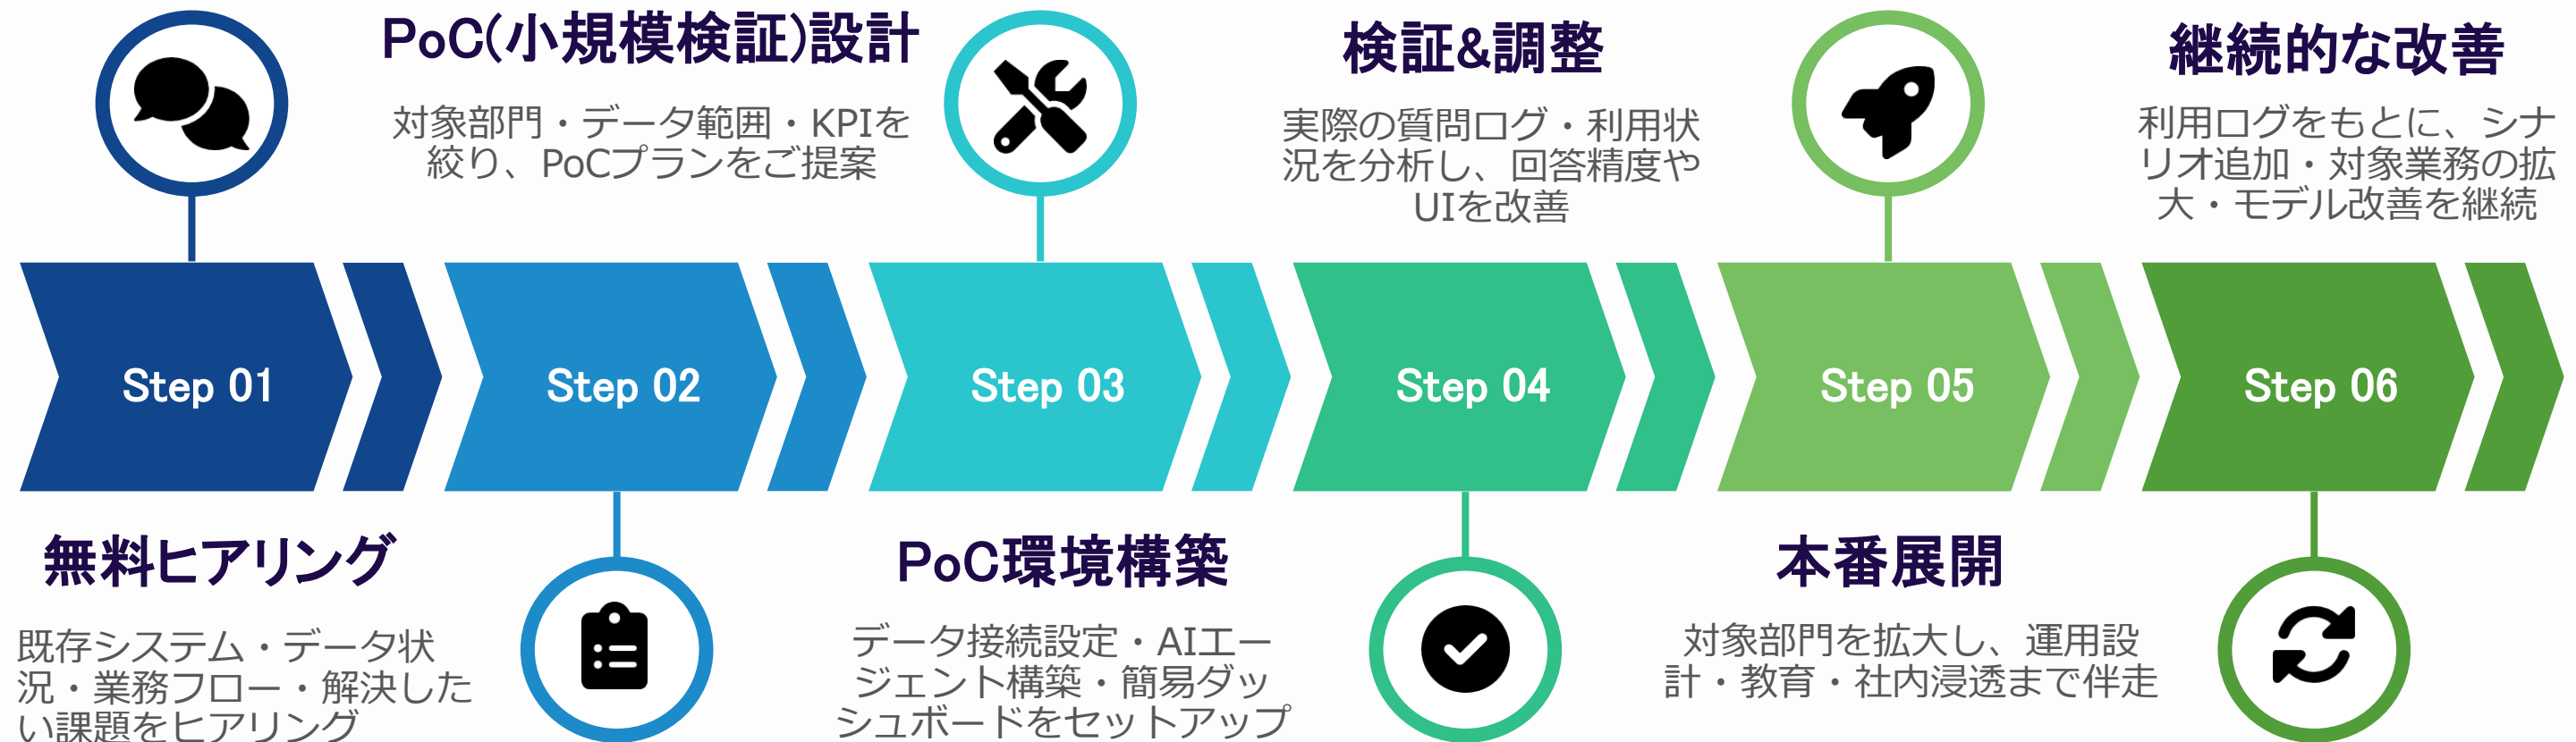 PoC(小規模検証)設計
対象部門・データ範囲・KPIを
絞り、PoCプランをご提案
検証&調整
実際の質問ログ・利用状
況を分析し、回答精度や
UIを改善
継続的な改善
利用ログをもとに、シナ
リオ追加・対象業務の拡
大・モデル改善を継続
Step 01
Step 02
Step 03
Step 04
Step 05
Step 06
無料ヒアリング
既存システム・データ状
況・業務フロー・解決した
い課題をヒアリング
PoC環境構築
データ接続設定・AIエー
ジェント構築・簡易ダッ
シュボードをセットアップ
本番展開
対象部門を拡大し、運用設
計・教育・社内浸透まで伴走